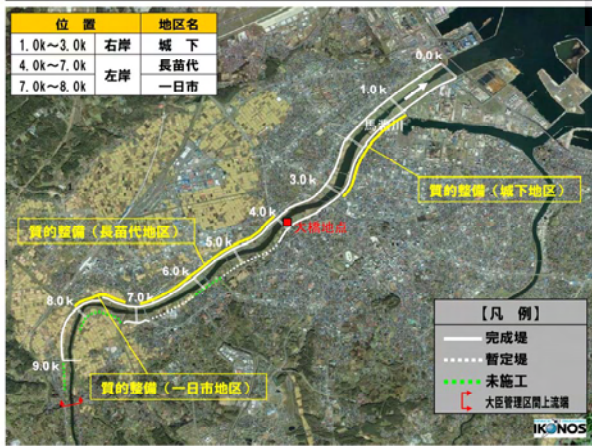 位 置 地区名
1.0k～3.0k 右岸 城 下
4.0k～7.0k 左岸 長苗代
7.0k～8.0k 一日市
0.0k
1.0k
馬淵川
3.0k
質的整備（城下地区）
4.0k
大橋地点
質的整備（長苗代地区）
5.0k
6.0k
7.0k
8.0k
9.0k
質的整備（一日市地区）
【凡 例】
完成堤
暫定堤
未施工
大臣管理区間上流端
IKONOS